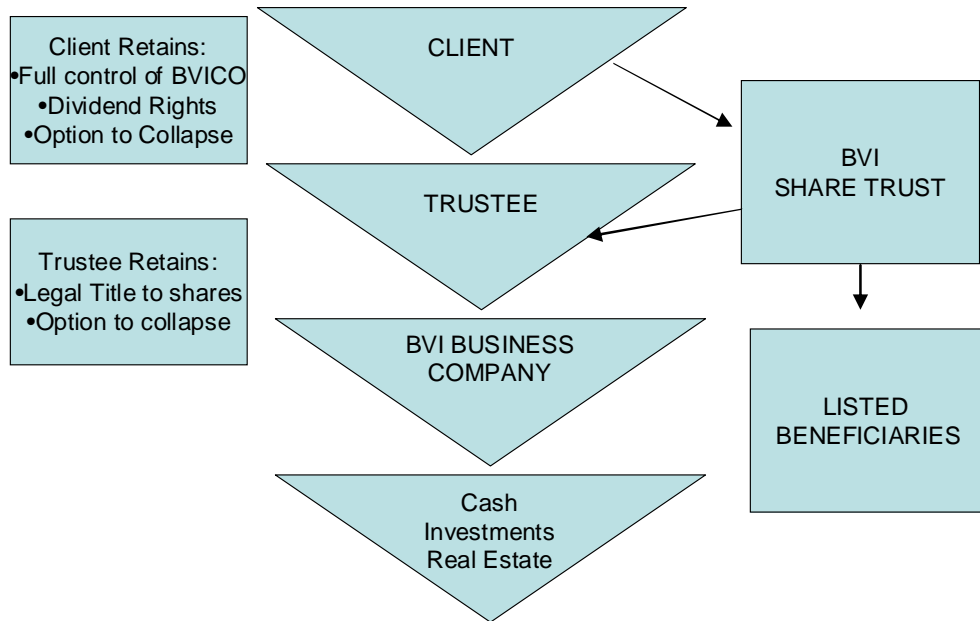 Client Retains:
•Full control of BVICO
•Dividend Rights
•Option to Collapse
CLIENT
BVI
SHARE TRUST
TRUSTEE
Trustee Retains:
•Legal Title to shares
•Option to collapse
BVI BUSINESS
COMPANY
LISTED
BENEFICIARIES
Cash
Investments
Real Estate